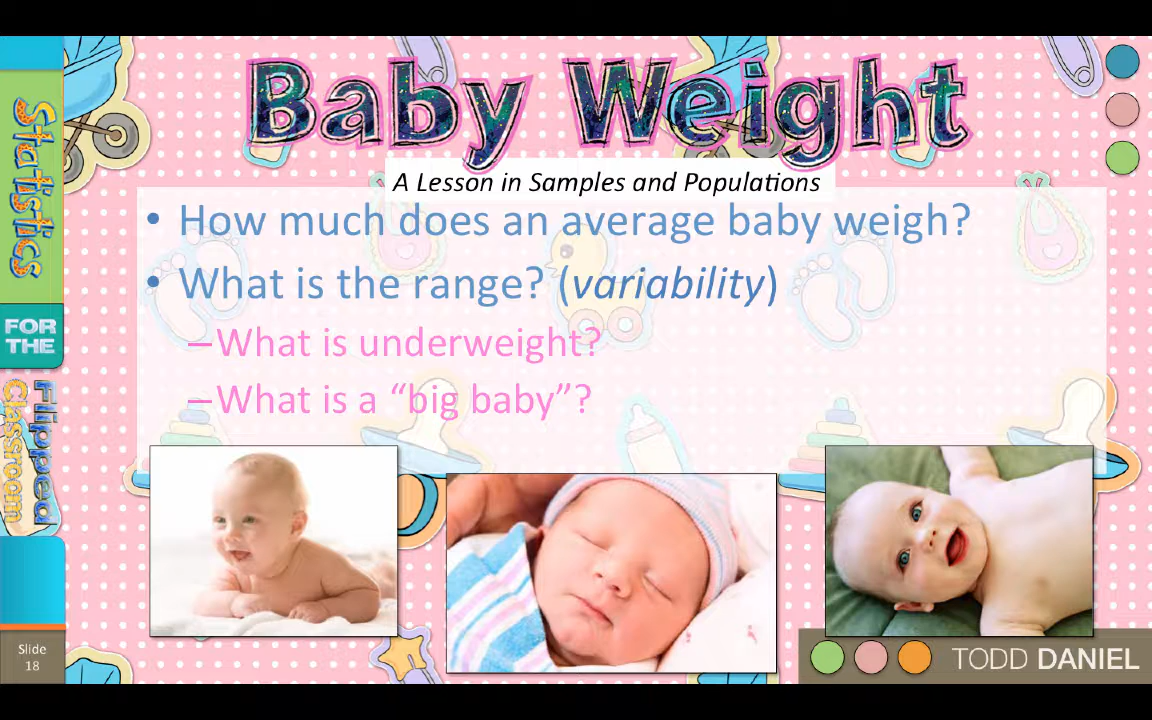 Baby Weight
A Lesson in Samples and Populations
• How much does an average baby weigh?
• What is the range? (variability)
–What is underweight?
–What is a “big baby”?
Statistics
FOR
THE
Flipped
Classroom
Slide
18
TODD DANIEL